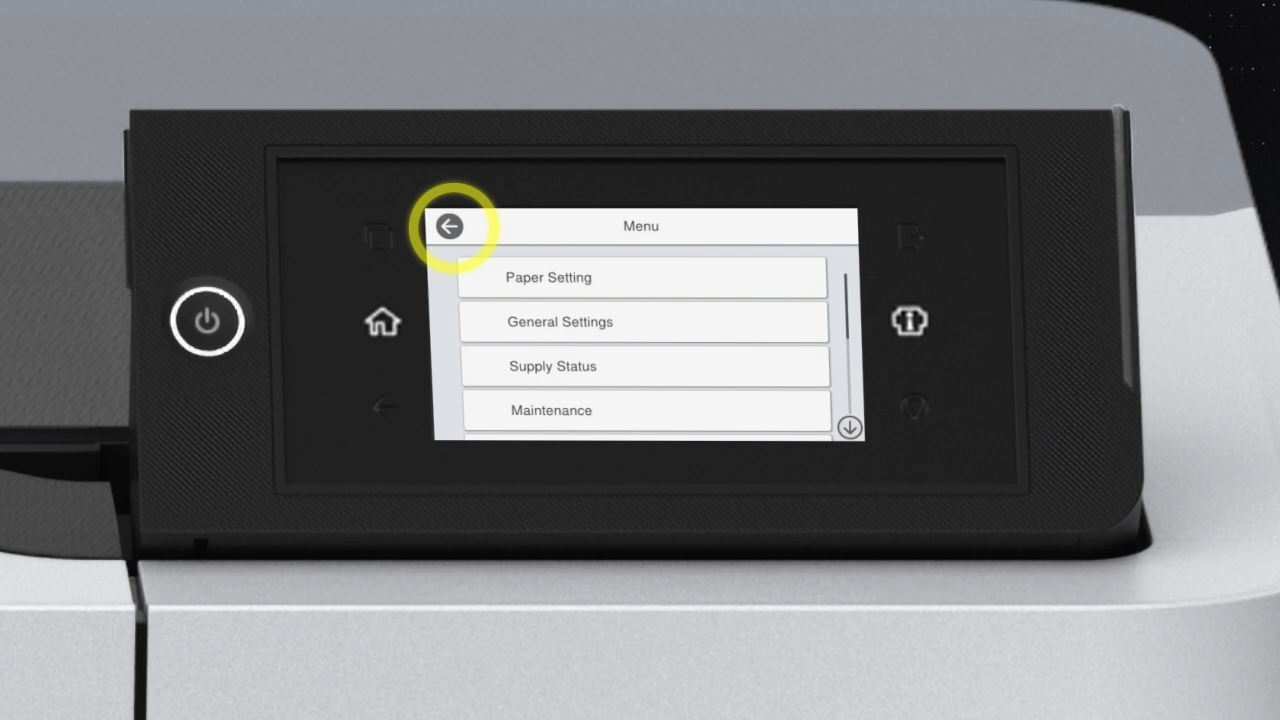 Menu
Paper Setting
General Settings
Supply Status
Maintenance